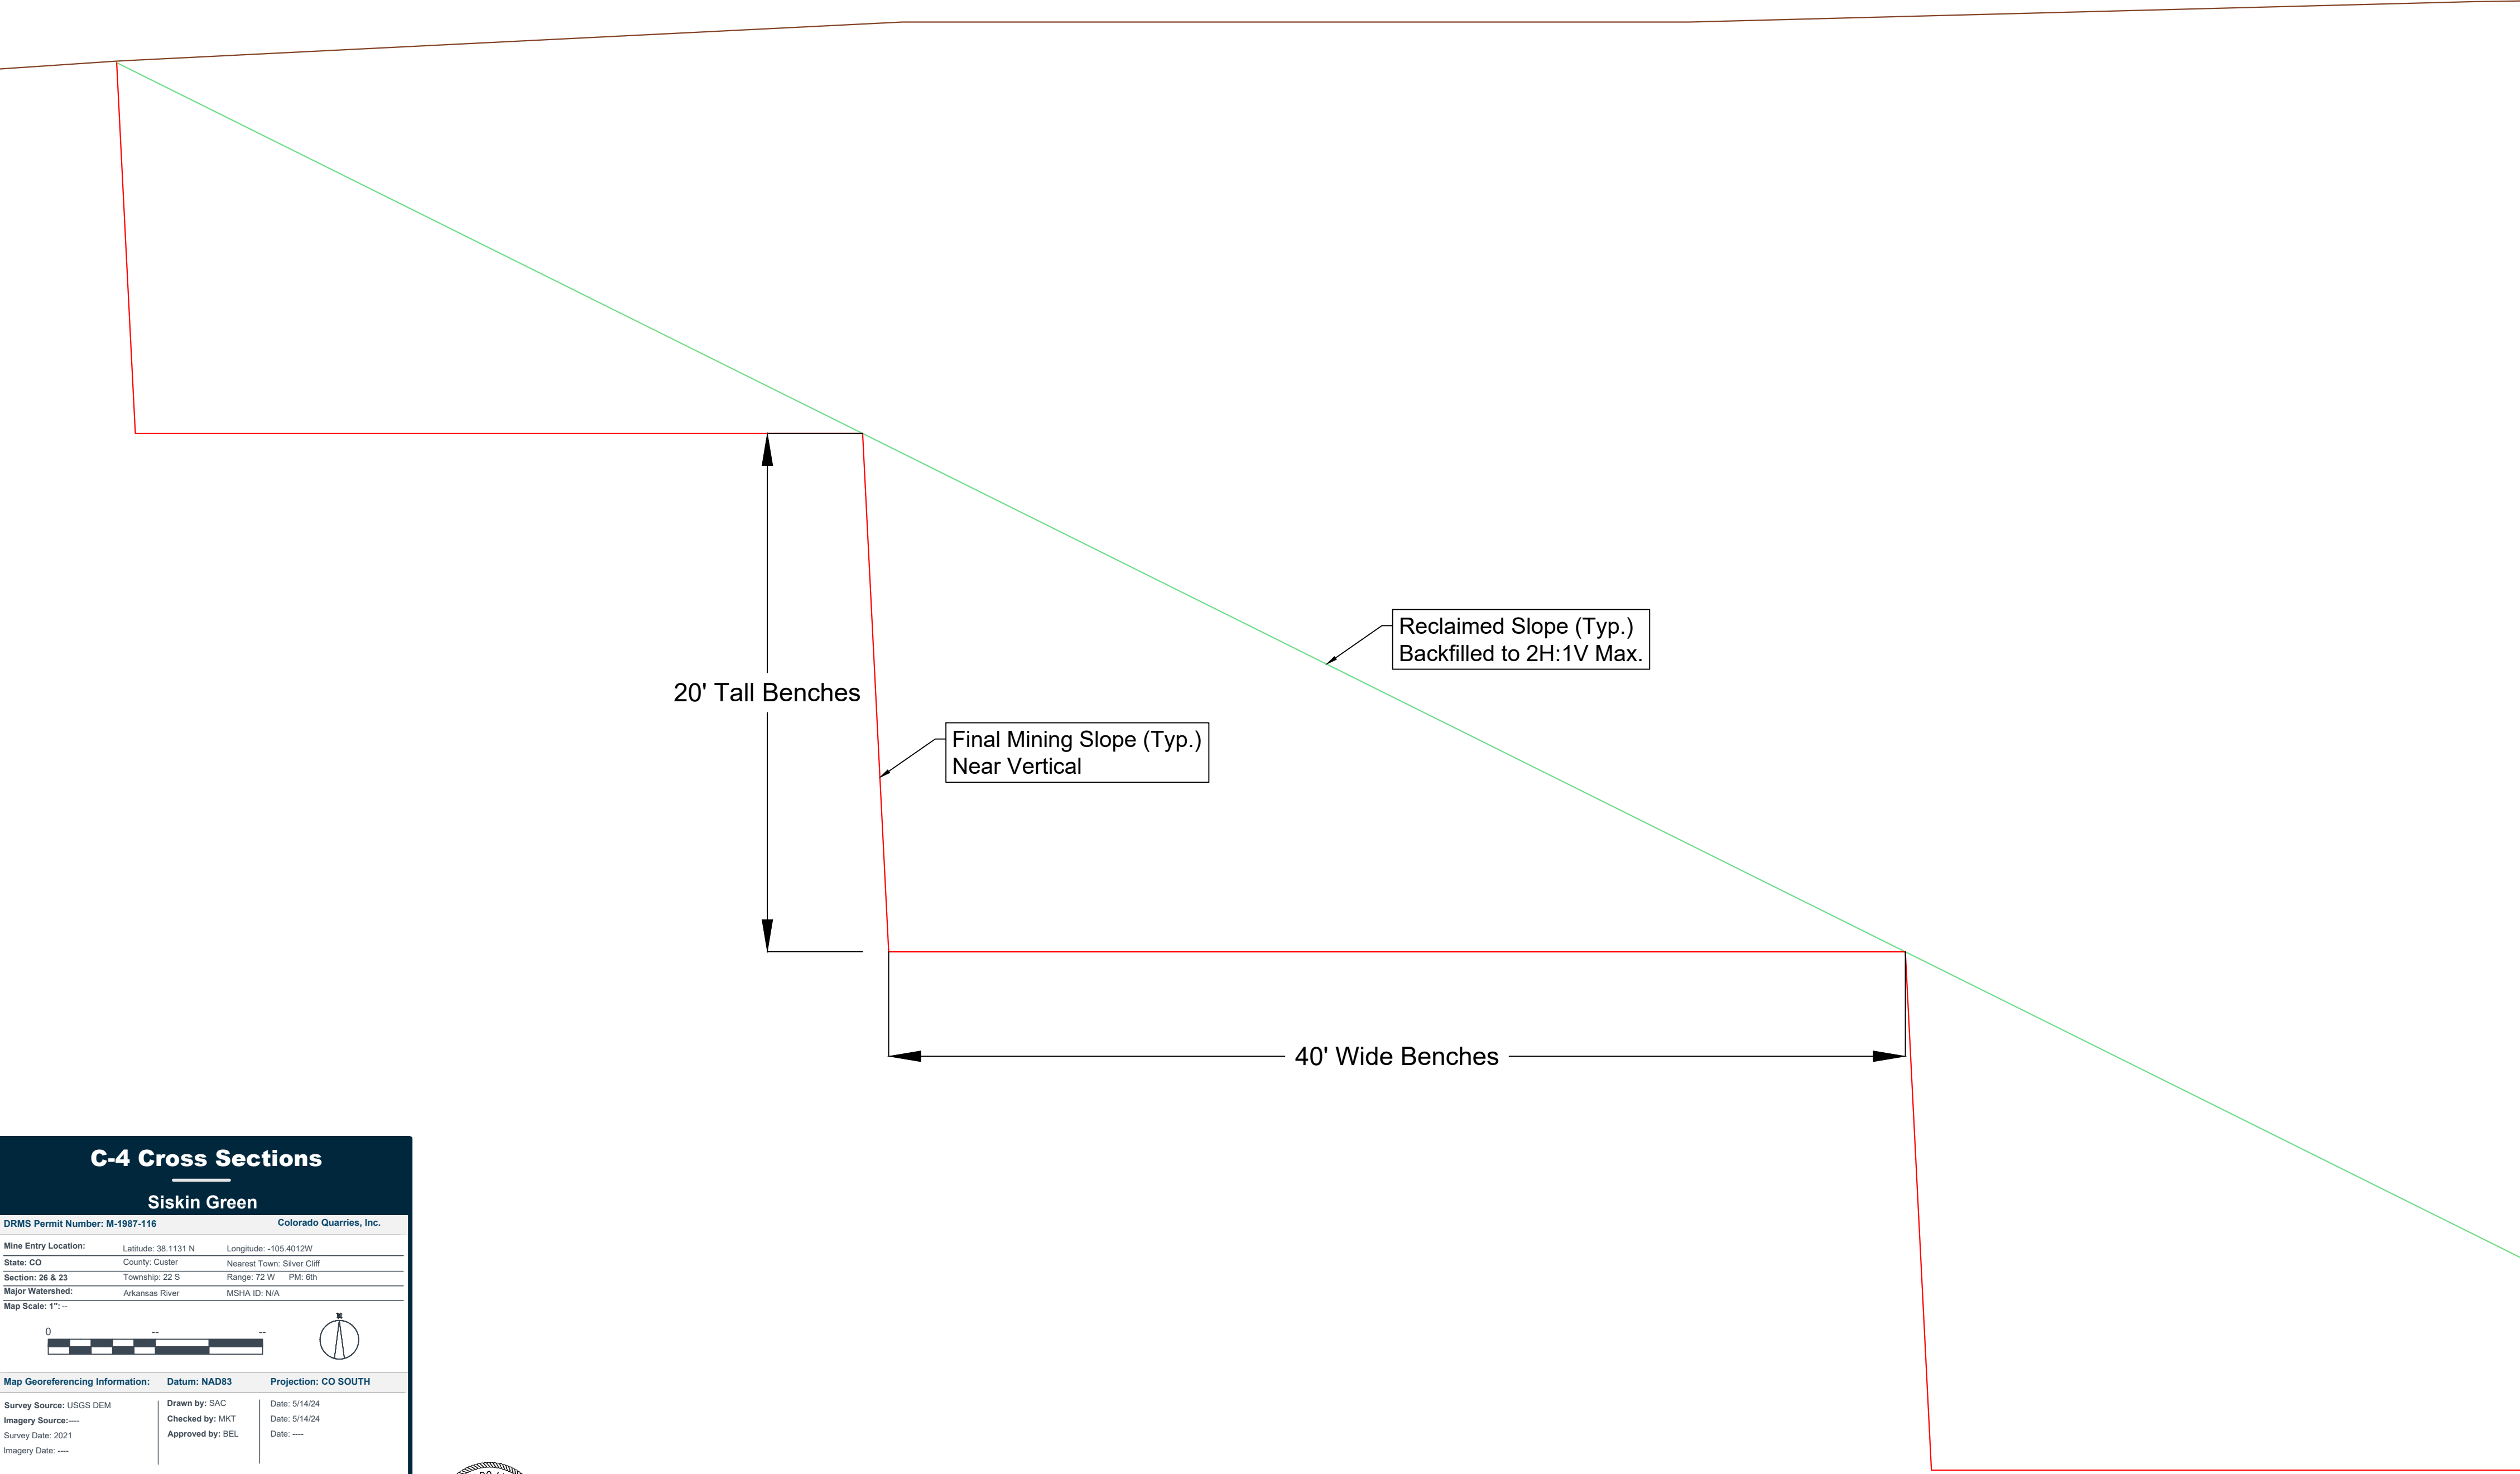 Reclaimed Slope (Typ.)
Backfilled to 2H:1V Max.
20' Tall Benches
Final Mining Slope (Typ.)
Near Vertical
40' Wide Benches
C-4 Cross Sections
Siskin Green
DRMS Permit Number: M-1987-116 Colorado Quarries, Inc.
Mine Entry Location: Latitude: 38.1131 N Longitude: -105.4012W
State: CO County: Custer Nearest Town: Silver Cliff
Section: 26 & 23 Township: 22 S Range: 72 W PM: 6th
Major Watershed: Arkansas River MSHA ID: N/A
Map Scale: 1": --
0 -- --
Map Georeferencing Information: Datum: NAD83 Projection: CO SOUTH
Survey Source: USGS DEM Drawn by: SAC Date: 5/14/24
Imagery Source:---- Checked by: MKT Date: 5/14/24
Survey Date: 2021 Approved by: BEL Date: ----
Imagery Date: ----